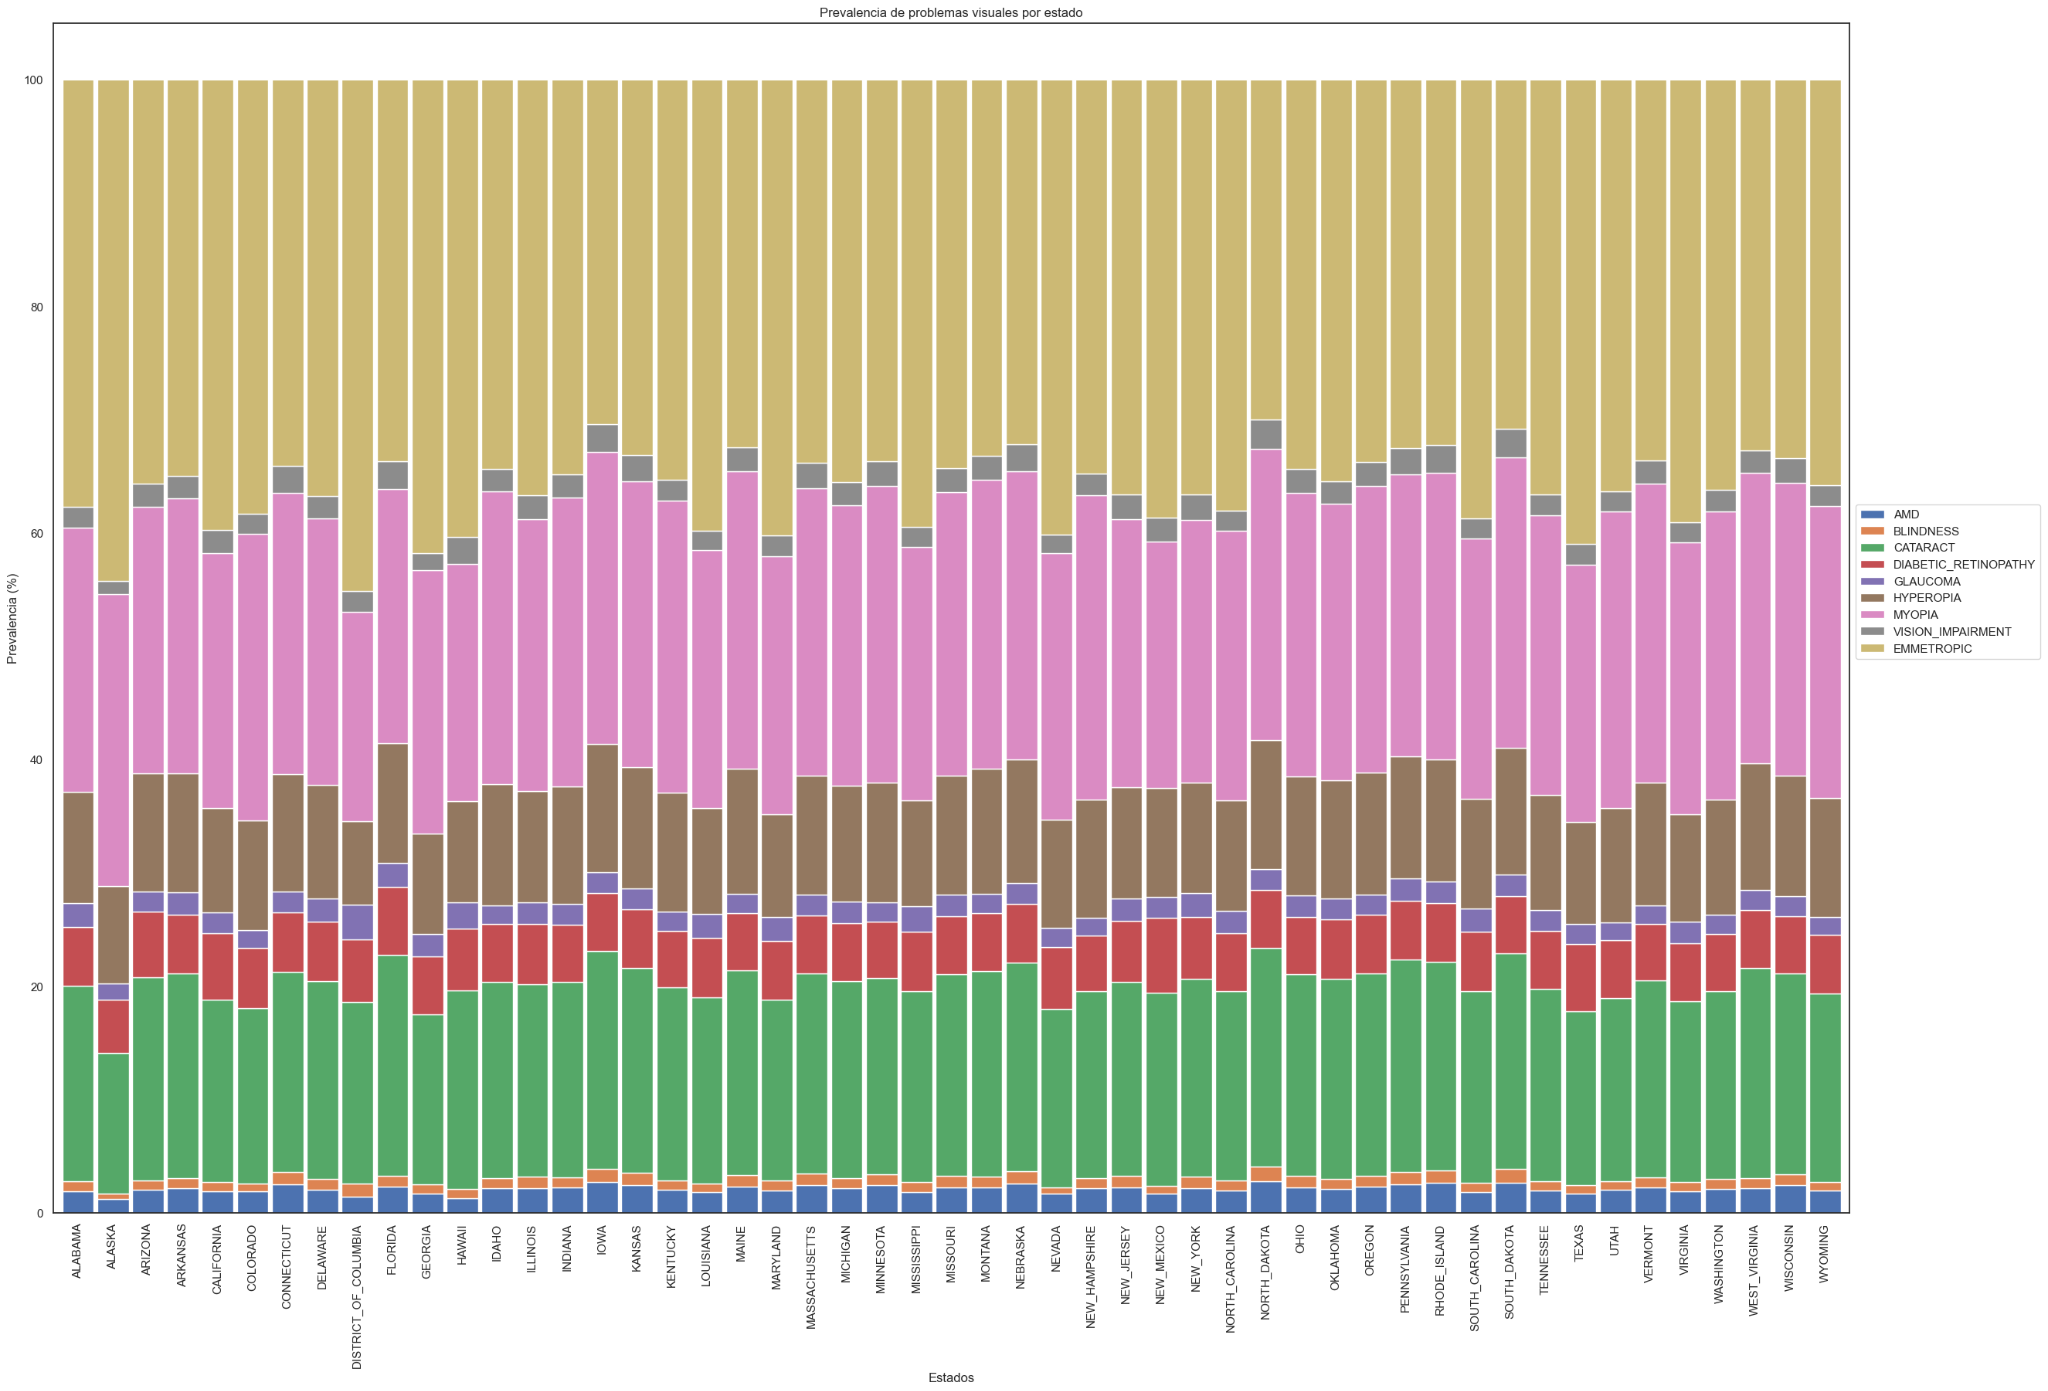 Prevalencia de problemas visuales por estado
100
80
60
40
20
0
Prevalencia (%)
ALABAMA
ALASKA
ARIZONA
ARKANSAS
CALIFORNIA
COLORADO
CONNECTICUT
DELAWARE
DISTRICT_OF_COLUMBIA
FLORIDA
GEORGIA
HAWAII
IDAHO
ILLINOIS
INDIANA
IOWA
KANSAS
KENTUCKY
LOUISIANA
MAINE
MARYLAND
MASSACHUSETTS
MICHIGAN
MINNESOTA
MISSISSIPPI
MISSOURI
MONTANA
NEBRASKA
NEVADA
NEW_HAMPSHIRE
NEW_JERSEY
NEW_MEXICO
NEW_YORK
NORTH_CAROLINA
NORTH_DAKOTA
OHIO
OKLAHOMA
OREGON
PENNSYLVANIA
RHODE_ISLAND
SOUTH_CAROLINA
SOUTH_DAKOTA
TENNESSEE
TEXAS
UTAH
VERMONT
VIRGINIA
WASHINGTON
WEST_VIRGINIA
WISCONSIN
WYOMING
Estados
AMD
BLINDNESS
CATARACT
DIABETIC_RETINOPATHY
GLAUCOMA
HYPEROPIA
MYOPIA
VISION_IMPAIRMENT
EMMETROPIC